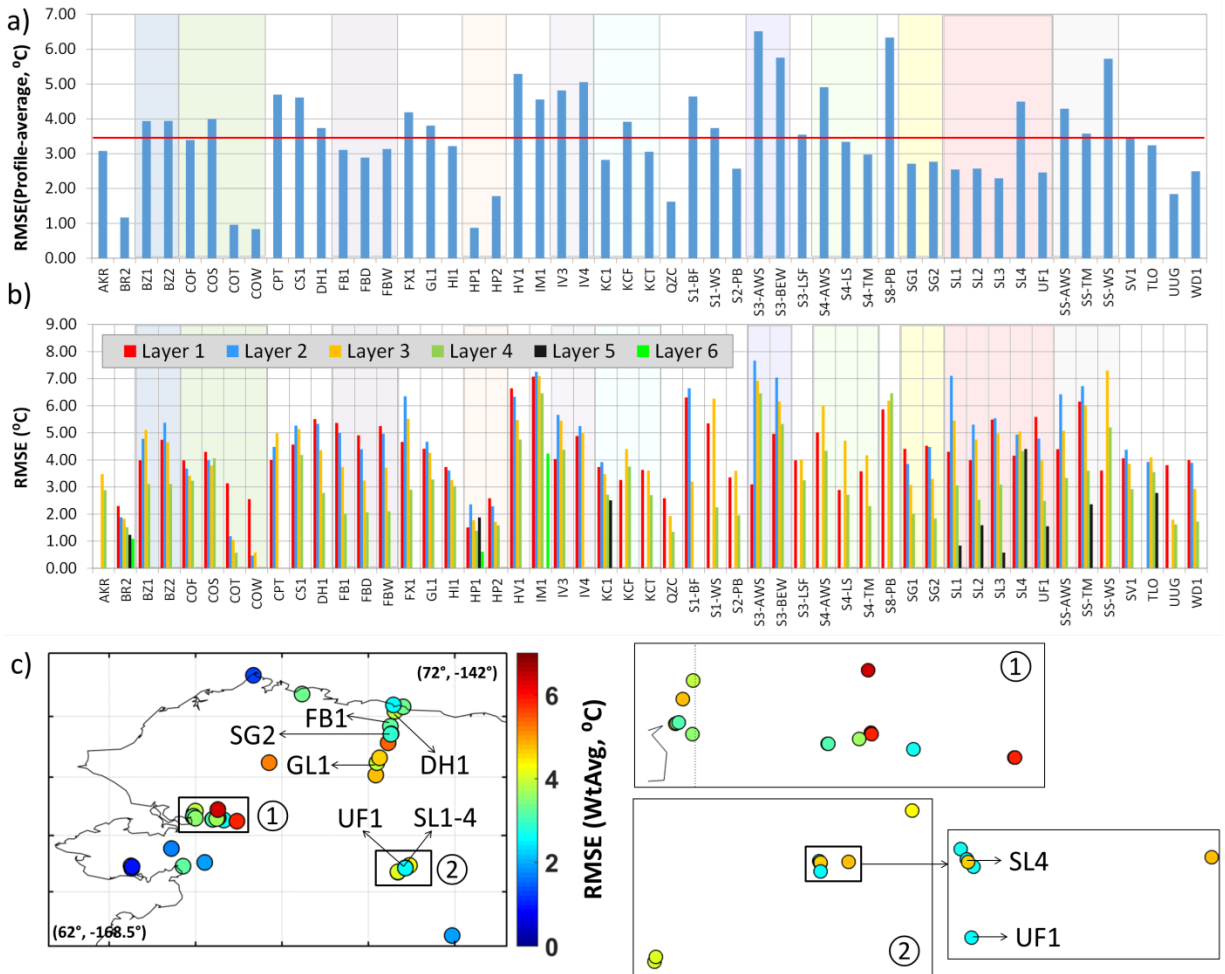 a)
RMSE(Profile-average, ⁰C)
7.00
6.00
5.00
4.00
3.00
2.00
1.00
0.00
AKR BR2 BZ1 BZ2 COF COS COT COW CPT CS1 DH1 FB1 FBD FBW FX1 GL1 HI1 HP1 HP2 HV1 IM1 IV3 IV4 KC1 KCF KCT QZC S1-BF S1-WS S2-PB S3-AWS S3-BEW S3-LSF S4-AWS S4-LS S4-TM S8-PB SG1 SG2 SL1 SL2 SL3 SL4 UF1 SS-AWS SS-TM SS-WS SV1 TLO UUG WD1
b)
RMSE (⁰C)
9.00
8.00
7.00
6.00
5.00
4.00
3.00
2.00
1.00
0.00
Layer 1 Layer 2 Layer 3 Layer 4 Layer 5 Layer 6
AKR BR2 BZ1 BZ2 COF COS COT COW CPT CS1 DH1 FB1 FBD FBW FX1 GL1 HI1 HP1 HP2 HV1 IM1 IV3 IV4 KC1 KCF KCT QZC S1-BF S1-WS S2-PB S3-AWS S3-BEW S3-LSF S4-AWS S4-LS S4-TM S8-PB SG1 SG2 SL1 SL2 SL3 SL4 UF1 SS-AWS SS-TM SS-WS SV1 TLO UUG WD1
c)
(72°, -142°)
FB1
SG2
GL1
DH1
UF1
SL1-4
①
②
(62°, -168.5°)
6
4
2
0
RMSE (WtAvg, ⁰C)
①
②
SL4
UF1